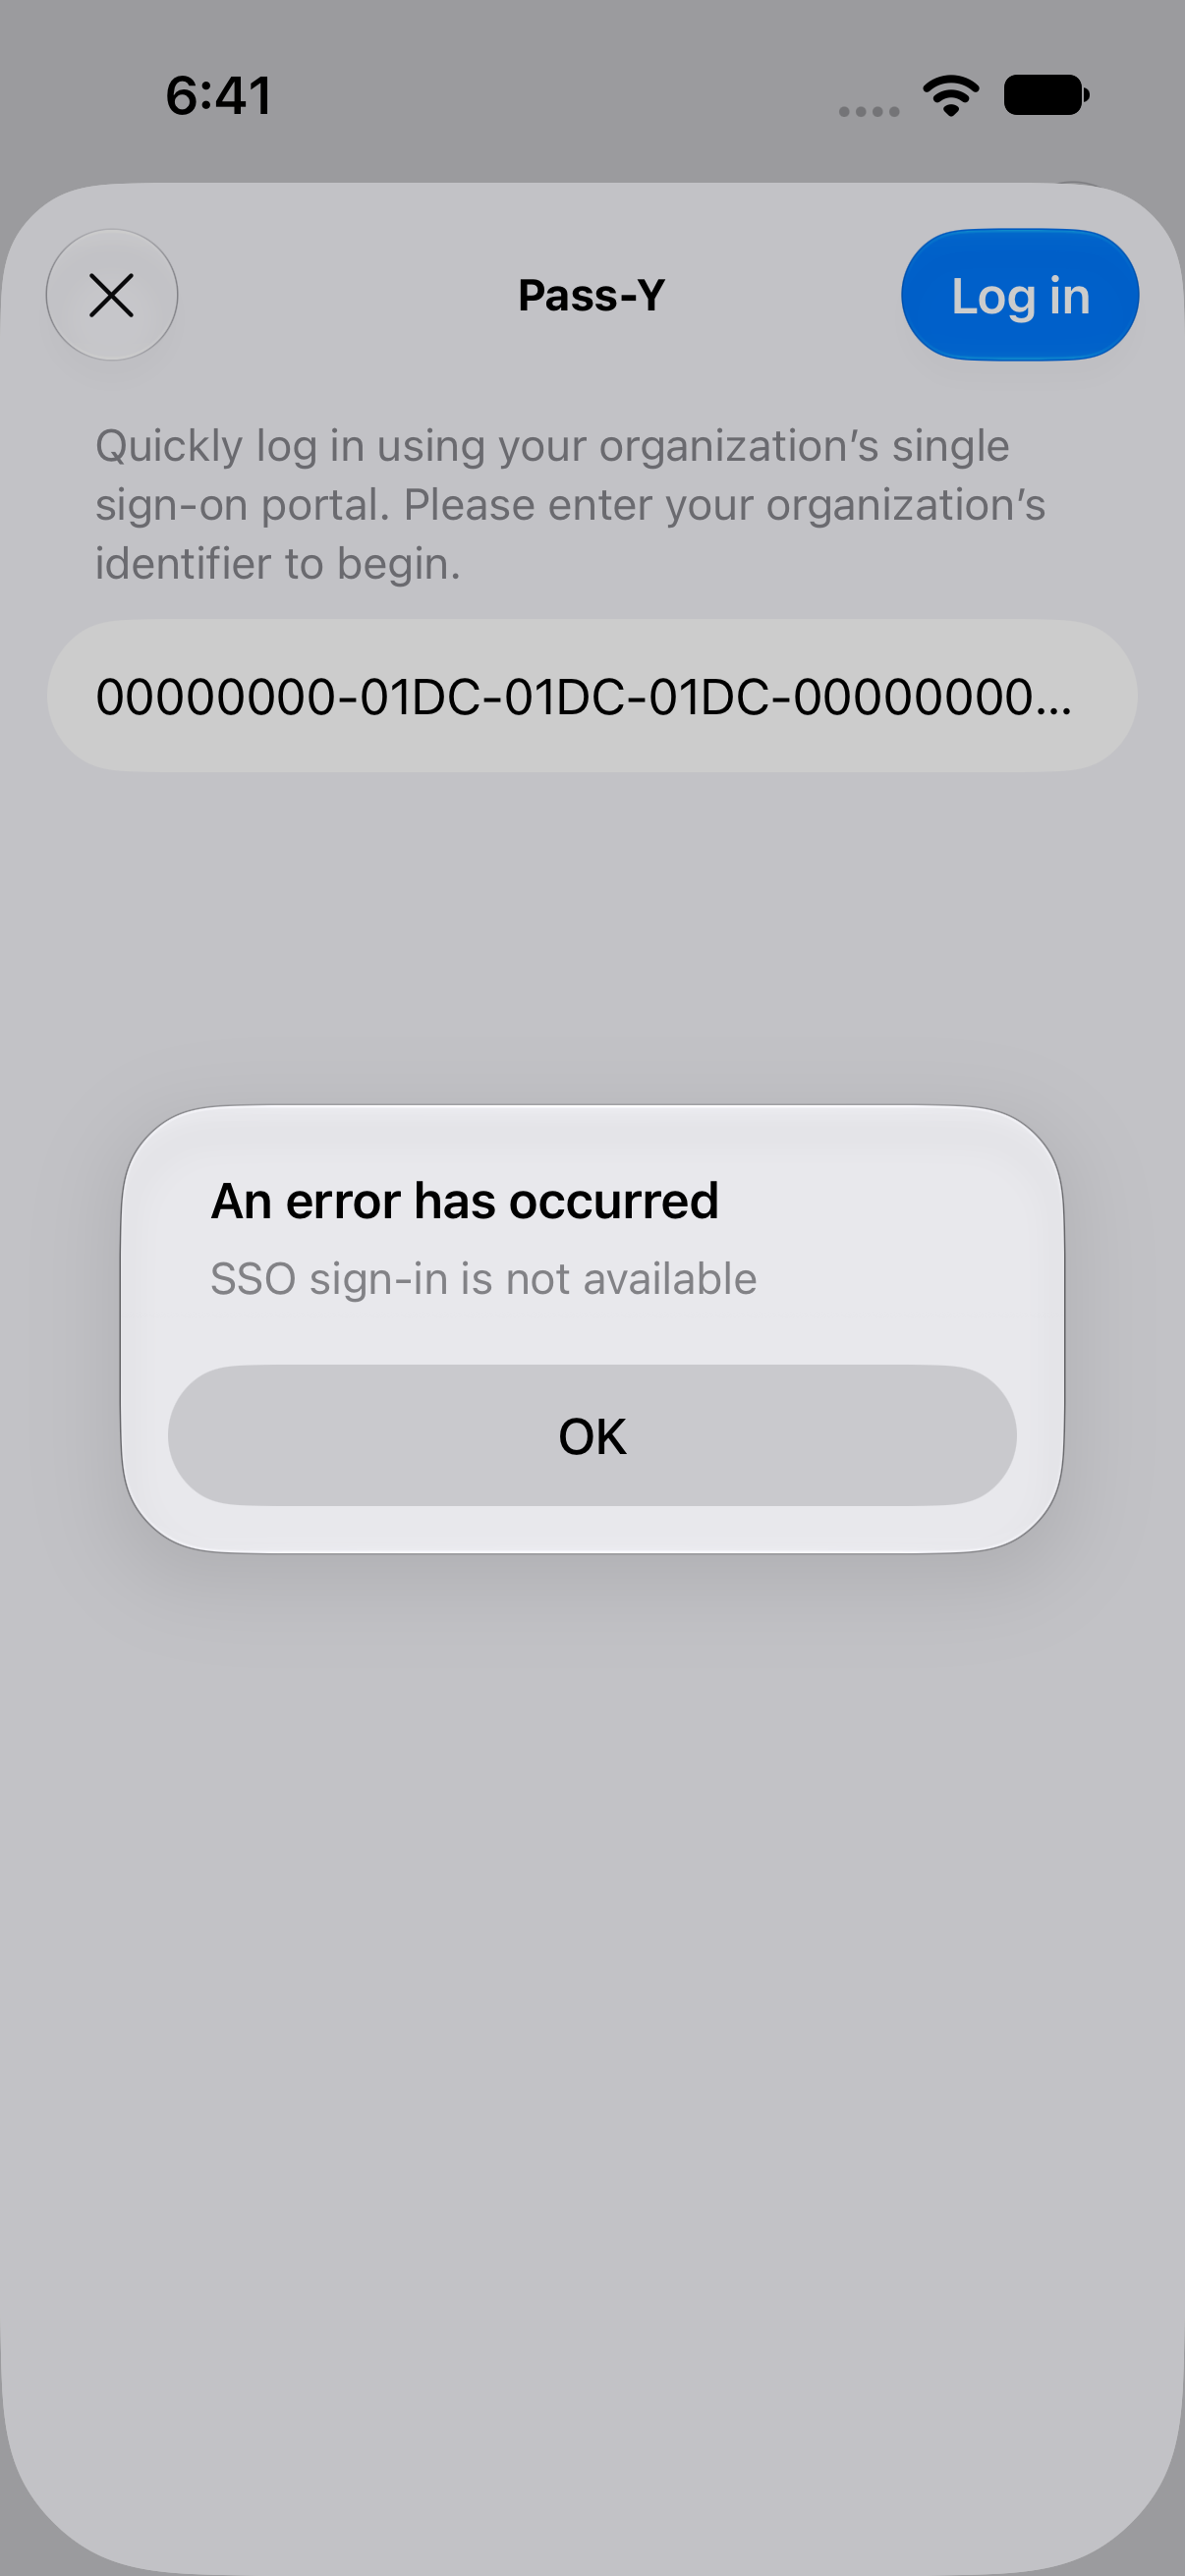 6:41
Pass-Y
Log in
Quickly log in using your organization’s single
sign-on portal. Please enter your organization’s
identifier to begin.
00000000-01DC-01DC-01DC-00000000...
An error has occurred
SSO sign-in is not available
OK